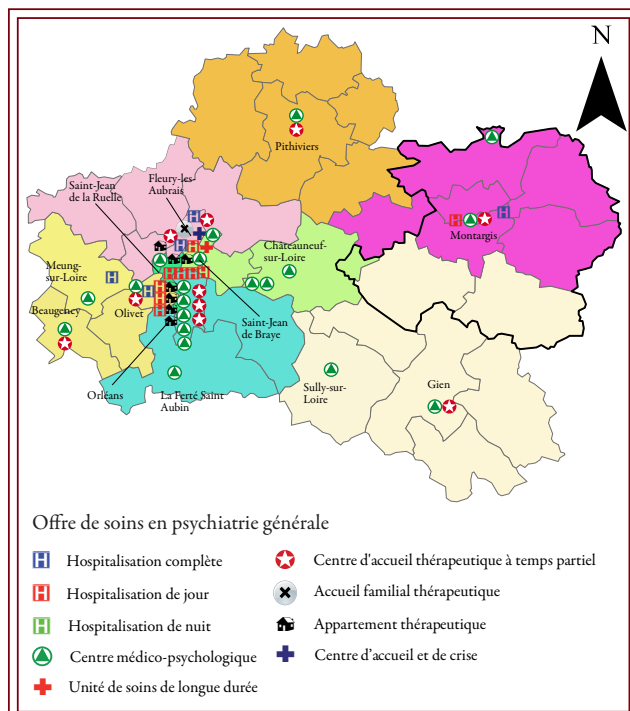 N
Pithiviers
Fleury-les-
Aubrais
Saint-Jean
de la Ruelle
Montargis
Châteauneuf-
sur-Loire
Meung-
sur-Loire
Beaugency
Olivet
Saint-Jean
de Braye
Orléans
La Ferté Saint
Aubin
Sully-sur-
Loire
Gien
Offre de soins en psychiatrie générale
H Hospitalisation complète
H Hospitalisation de jour
H Hospitalisation de nuit
Centre médico-psychologique
Unité de soins de longue durée
Centre d'accueil thérapeutique à temps partiel
Accueil familial thérapeutique
Appartement thérapeutique
Centre d’accueil et de crise